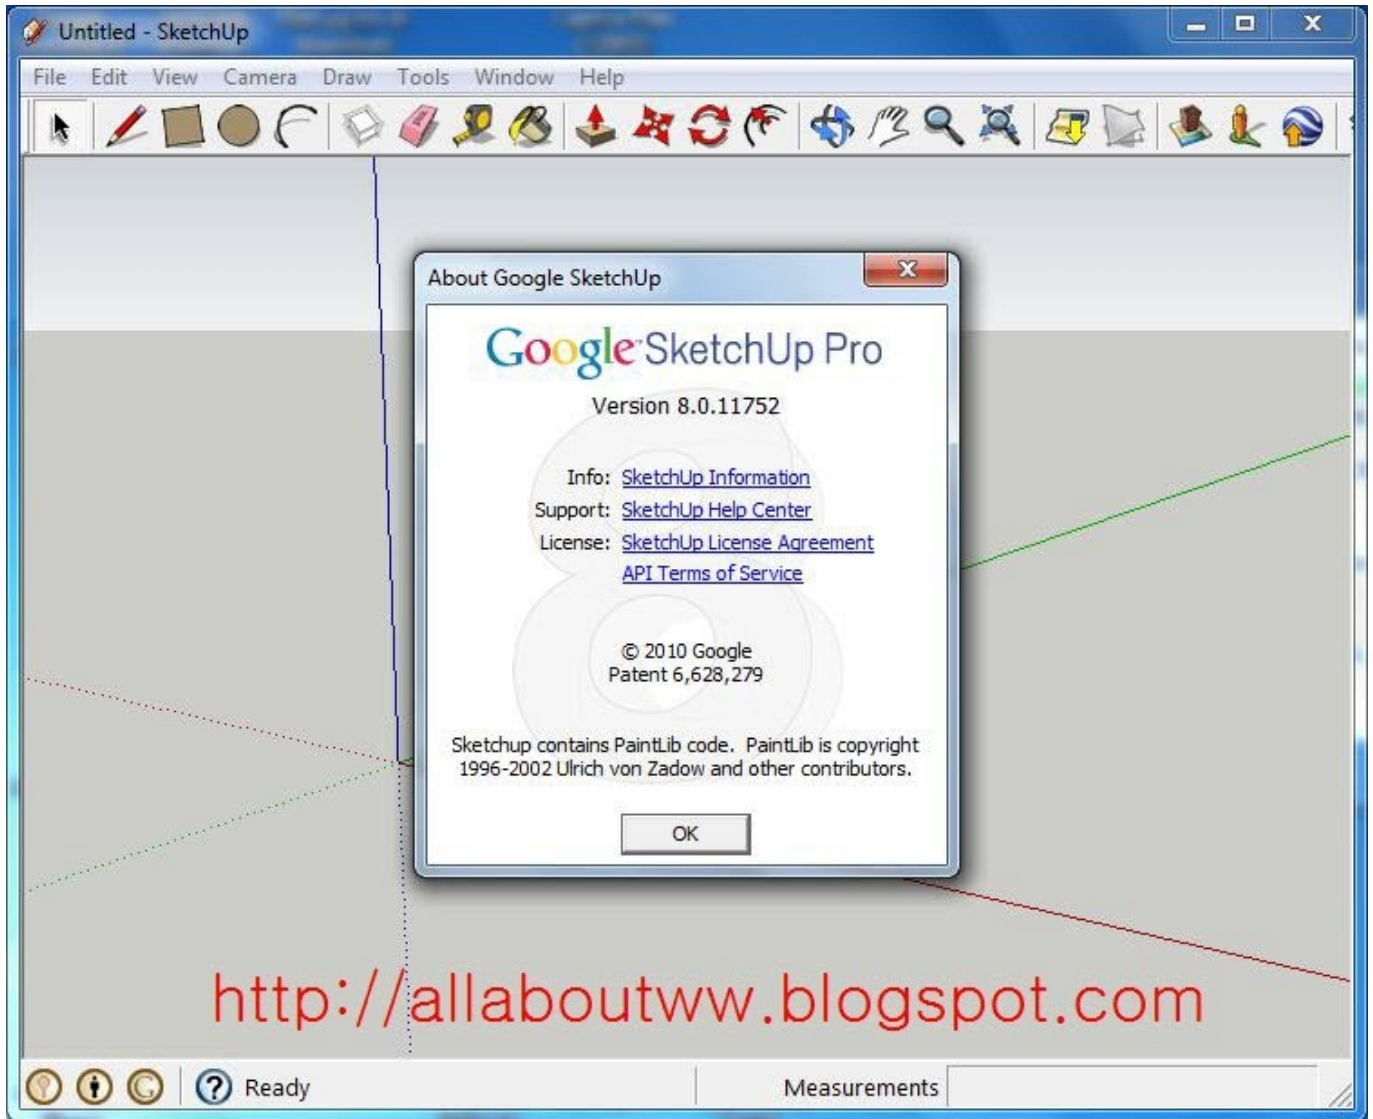 Untitled - SketchUp
File Edit View Camera Draw Tools Window Help
About Google SketchUp
Google™SketchUp Pro
Version 8.0.11752
Info: SketchUp Information
Support: SketchUp Help Center
License: SketchUp License Agreement
API Terms of Service
© 2010 Google
Patent 6,628,279
Sketchup contains PaintLib code. PaintLib is copyright
1996-2002 Ulrich von Zadow and other contributors.
OK
http://allaboutww.blogspot.com
Ready Measurements